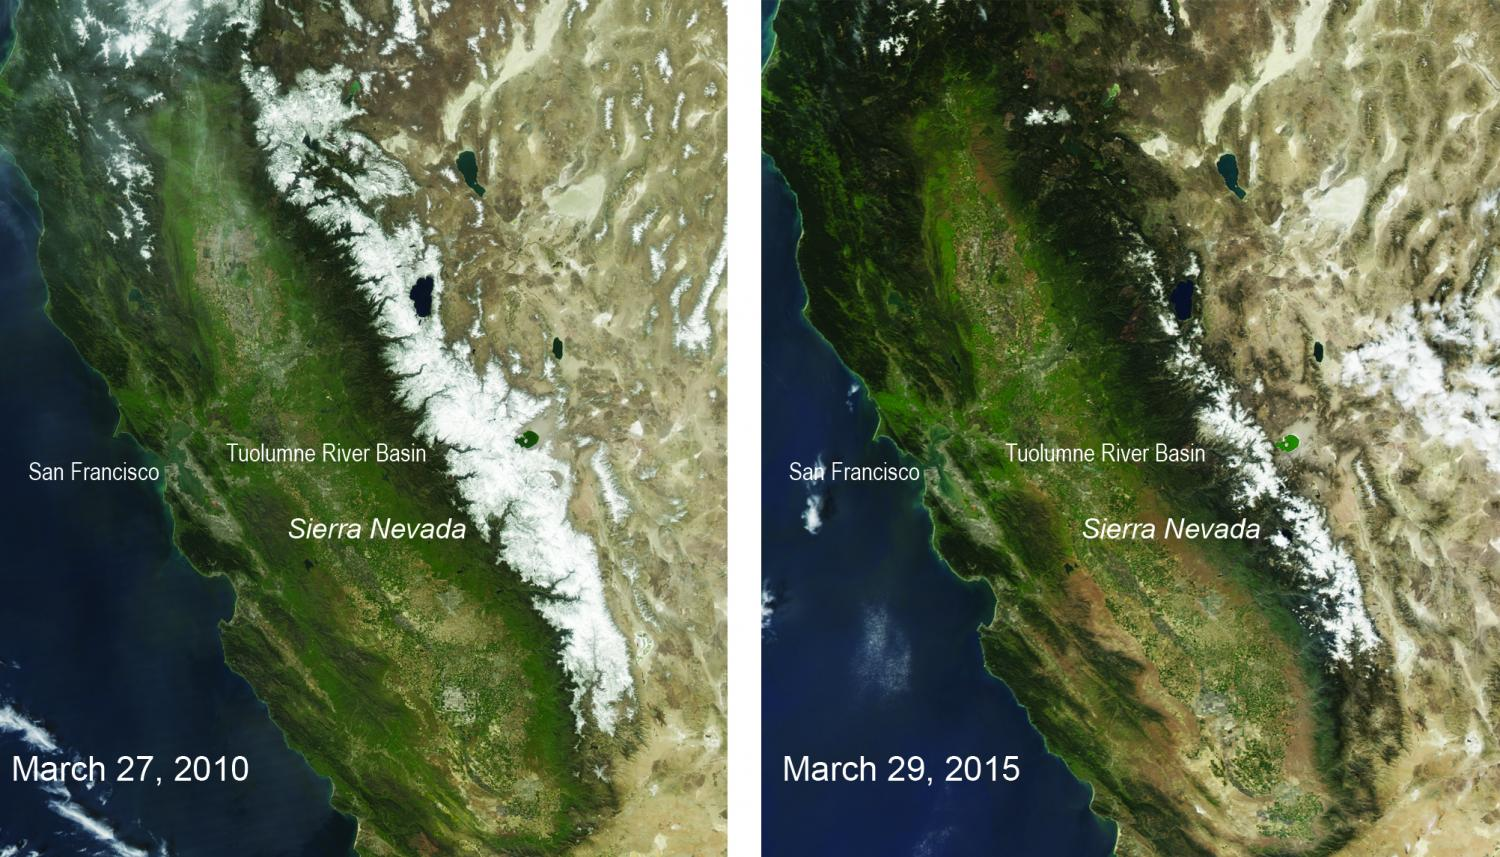 Tuolumne River Basin
San Francisco
Sierra Nevada
March 27, 2010
Tuolumne River Basin
San Francisco
Sierra Nevada
March 29, 2015